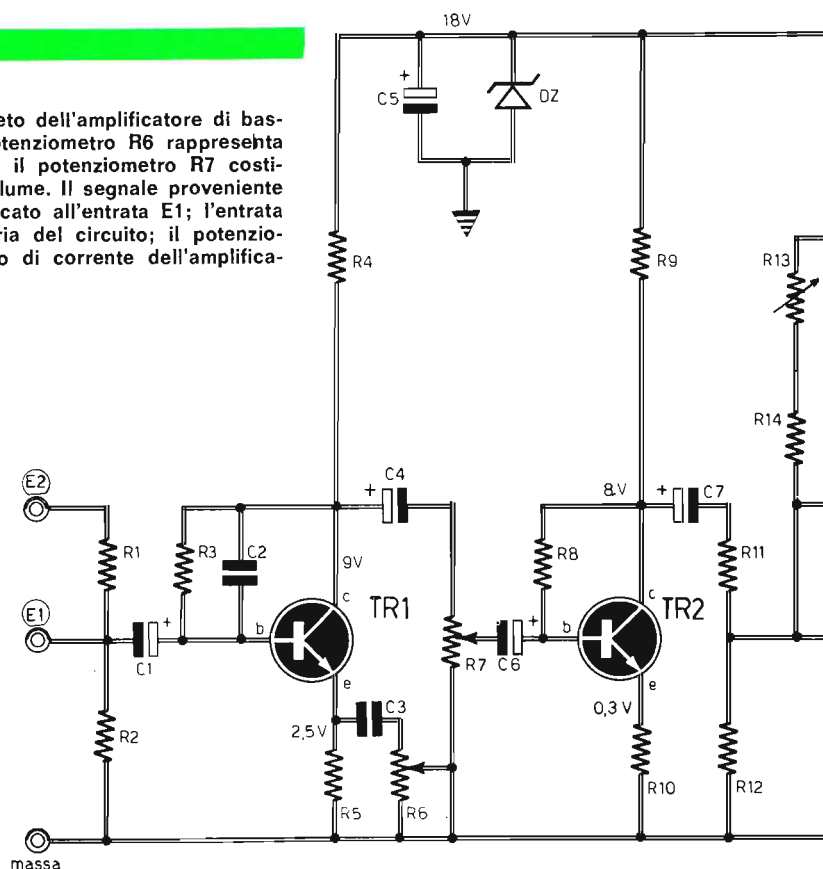 18V
eto dell'amplificatore di bas-
otenziometro R6 rappresenta
il potenziometro R7 costi-
lume. Il segnale proveniente
cato all'entrata E1; l'entrata
ria del circuito; il potenzio-
o di corrente dell'amplifica-
+
C5
DZ
R4
R9
R13
R14
E2
R1
R3
C2
+
C4
9V
8V
+
C7
R8
R11
E1
C1
+
b
c
TR1
e
R7
C6
+
b
c
TR2
e
R2
2,5V
C3
0,3V
R5
R6
R10
R12
massa